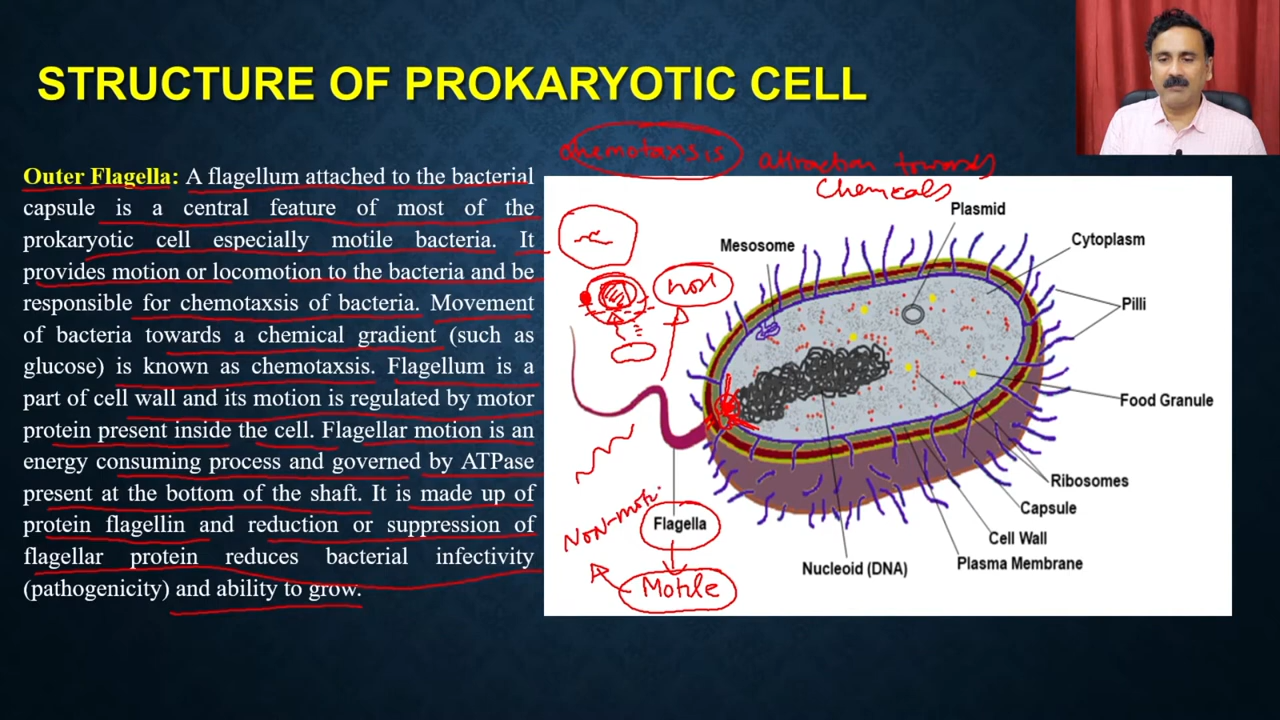 STRUCTURE OF PROKARYOTIC CELL
chemotaxsis attraction towards
Chemicals
Outer Flagella: A flagellum attached to the bacterial
capsule is a central feature of most of the
prokaryotic cell especially motile bacteria. It
provides motion or locomotion to the bacteria and be
responsible for chemotaxsis of bacteria. Movement
of bacteria towards a chemical gradient (such as
glucose) is known as chemotaxsis. Flagellum is a
part of cell wall and its motion is regulated by motor
protein present inside the cell. Flagellar motion is an
energy consuming process and governed by ATPase
present at the bottom of the shaft. It is made up of
protein flagellin and reduction or suppression of
flagellar protein reduces bacterial infectivity
(pathogenicity) and ability to grow.
Plasmid
Mesosome
Cytoplasm
Pilli
Food Granule
Ribosomes
Capsule
Cell Wall
Plasma Membrane
Nucleoid (DNA)
Flagella
Motile